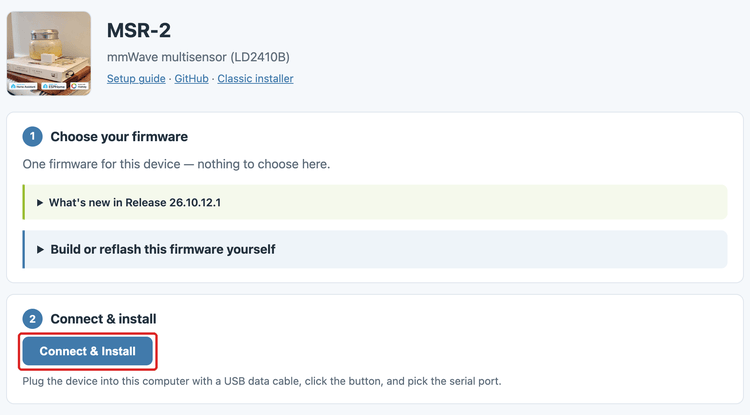 MSR-2
mmWave multisensor (LD2410B)
Setup guide · GitHub · Classic installer
1 Choose your firmware
One firmware for this device — nothing to choose here.
▶ What's new in Release 26.10.12.1
▶ Build or reflash this firmware yourself
2 Connect & install
Connect & Install
Plug the device into this computer with a USB data cable, click the button, and pick the serial port.